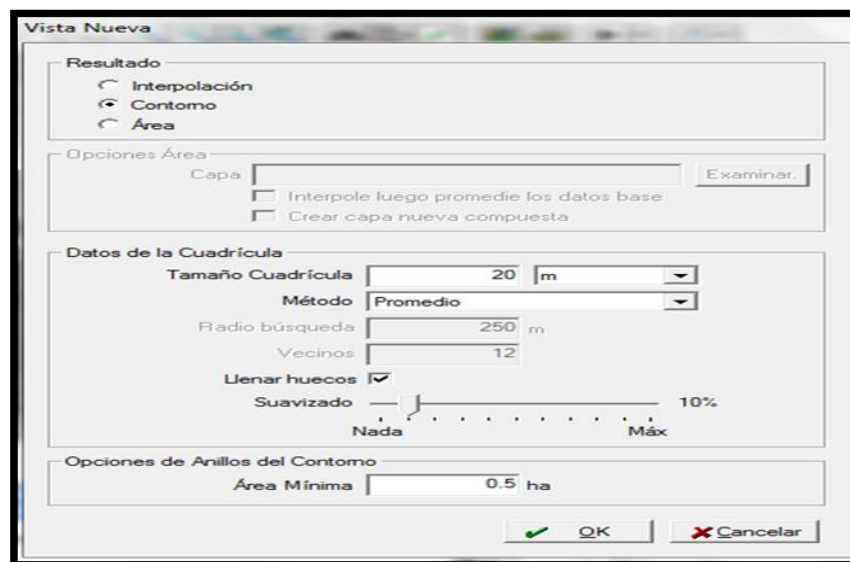 Vista Nueva
Resultado
Interpolación
Contorno
Área
Opciones Área
Capa
Examinar.
Interpole luego promedie los datos base
Crear capa nueva compuesta
Datos de la Cuadrícula
Tamaño Cuadrícula 20 m
Método Promedio
Radio búsqueda 250 m
Vecinos 12
Llenar huecos
Suavizado 10%
Nada Máx
Opciones de Anillos del Contorno
Área Mínima 0.5 ha
OK Cancelar